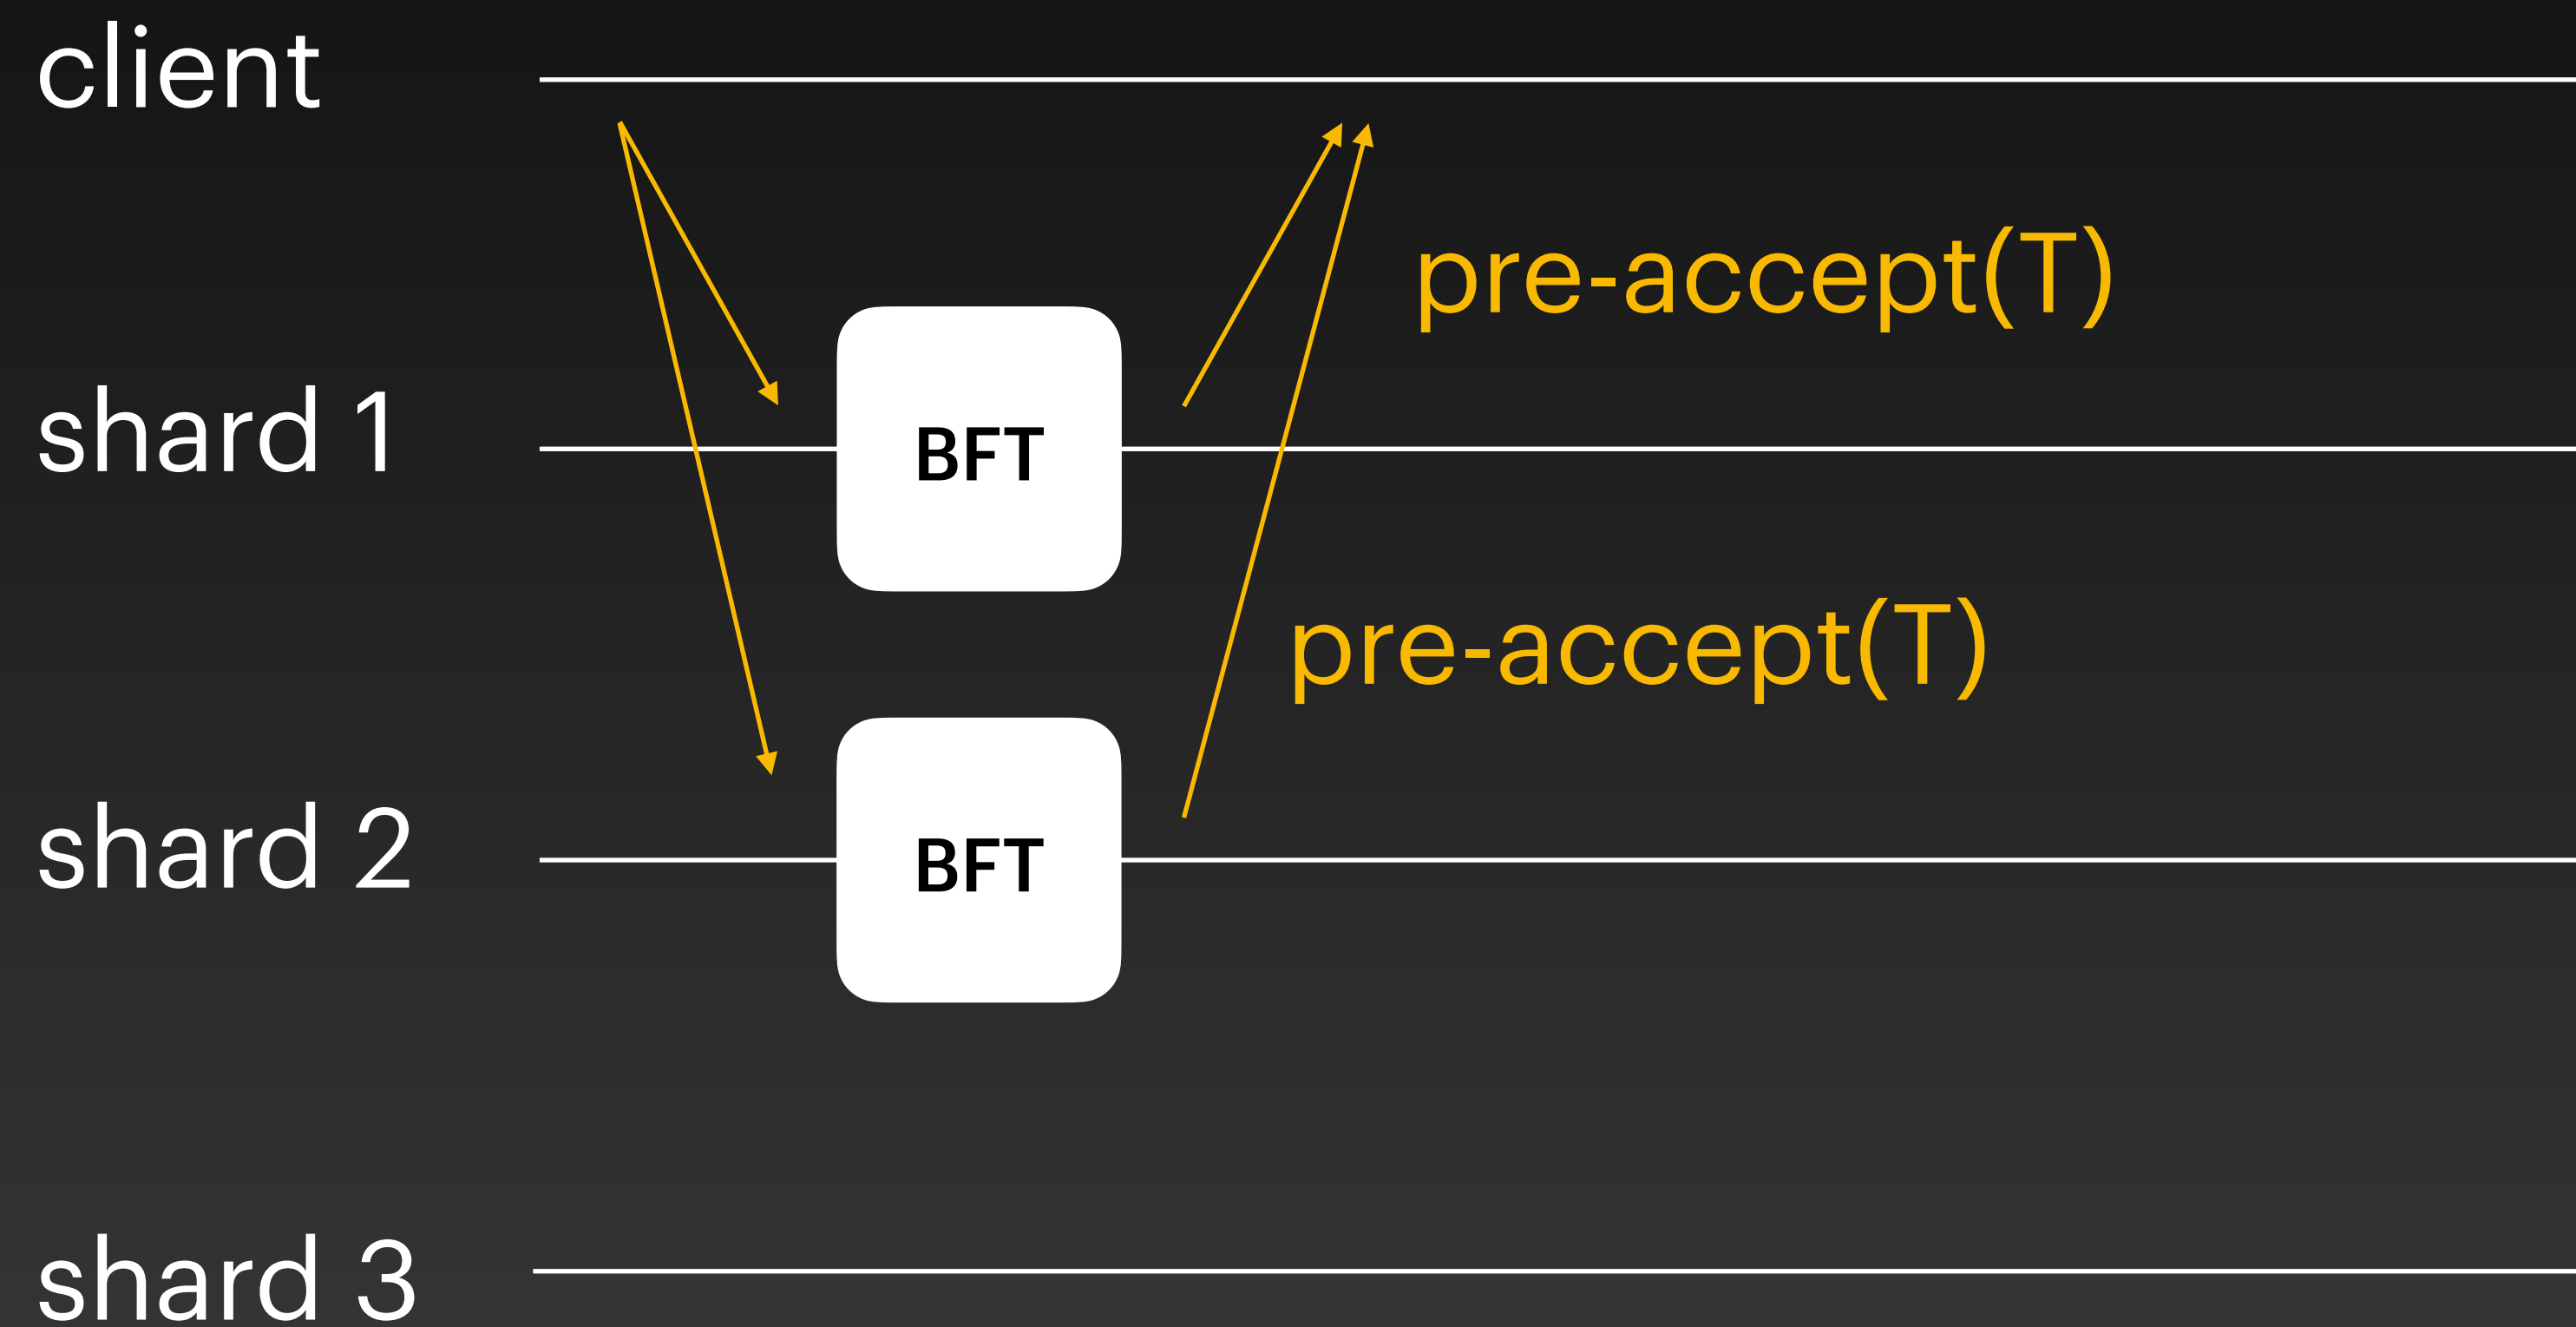 client
pre-accept(T)
shard 1
BFT
pre-accept(T)
shard 2
BFT
shard 3